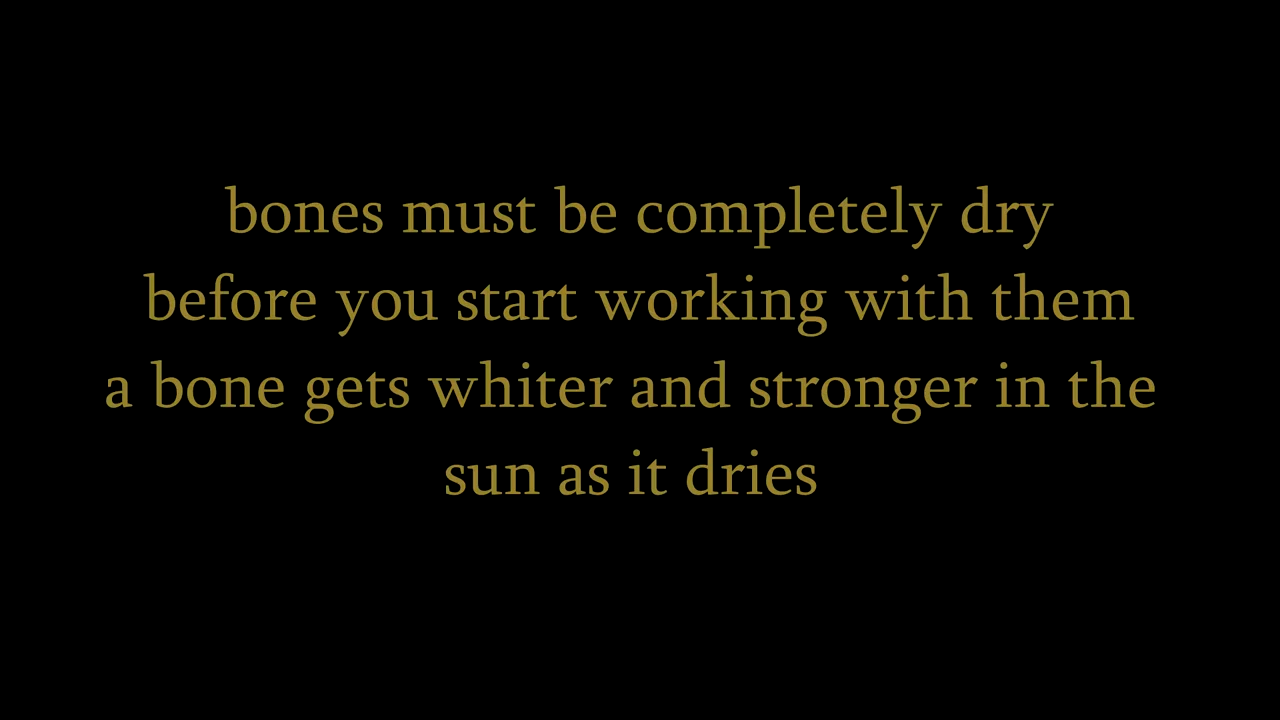 bones must be completely dry
before you start working with them
a bone gets whiter and stronger in the
sun as it dries